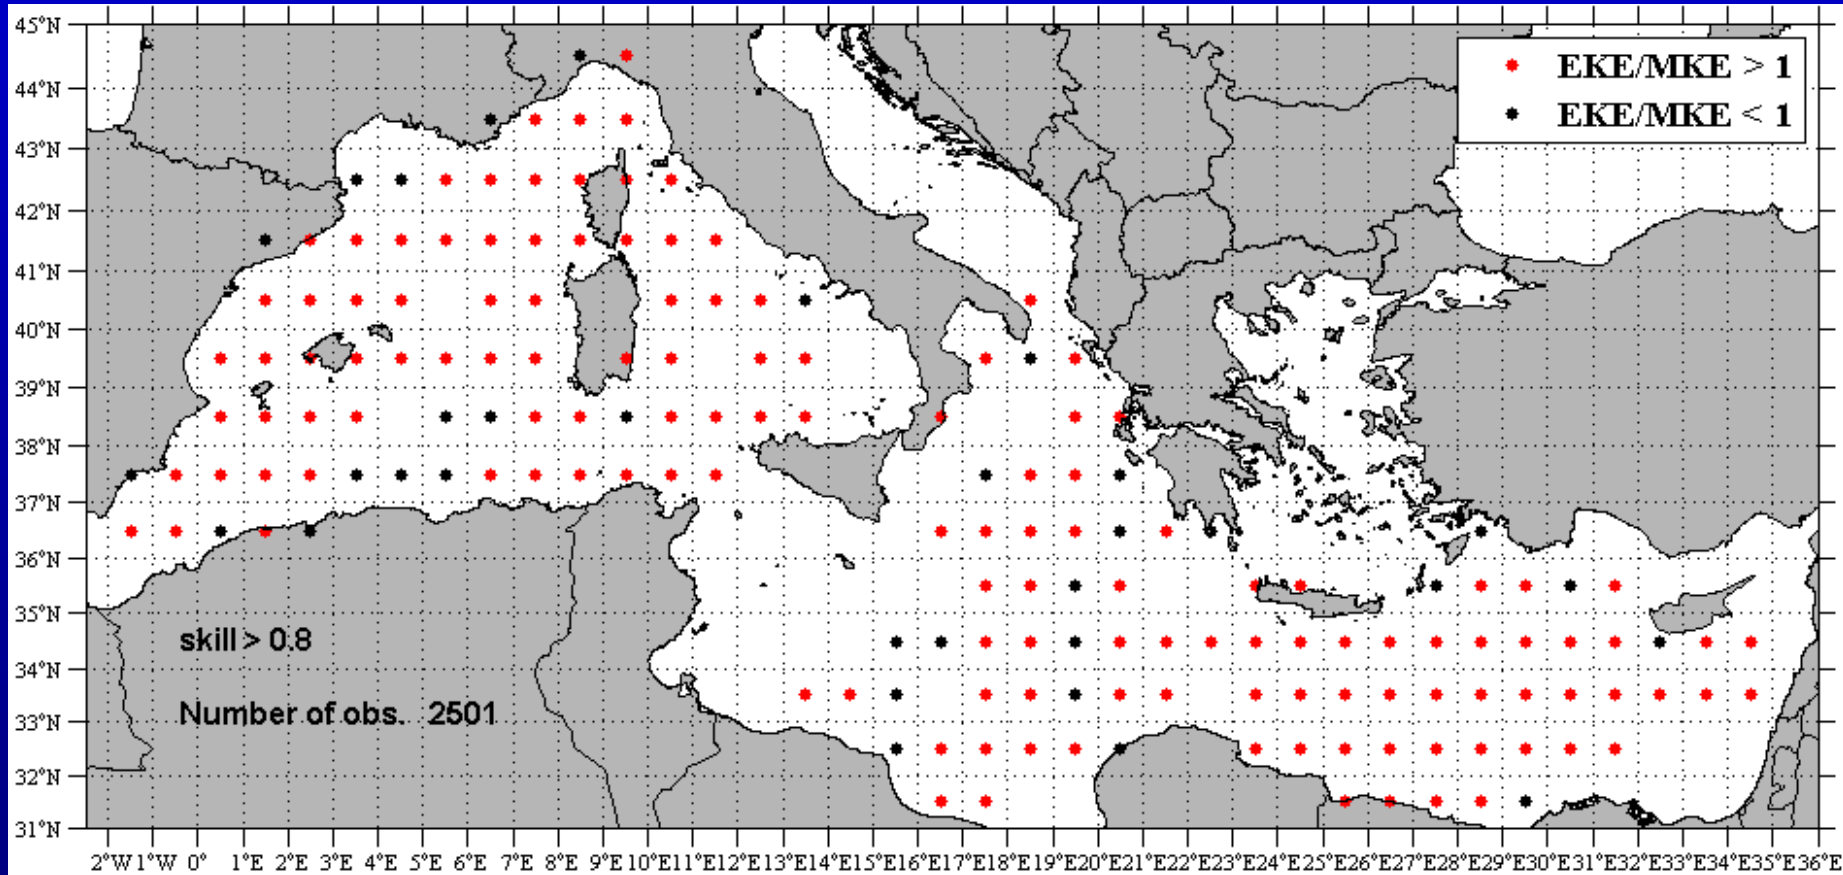 45°N
EKE/MKE > 1
44°N
EKE/MKE < 1
43°N
42°N
41°N
40°N
39°N
38°N
37°N
36°N
35°N
skill > 0.8
34°N
Number of obs. 2501
33°N
32°N
31°N
2°W 1°W 0° 1°E 2°E 3°E 4°E 5°E 6°E 7°E 8°E 9°E 10°E 11°E 12°E 13°E 14°E 15°E 16°E 17°E 18°E 19°E 20°E 21°E 22°E 23°E 24°E 25°E 26°E 27°E 28°E 29°E 30°E 31°E 32°E 33°E 34°E 35°E 36°E